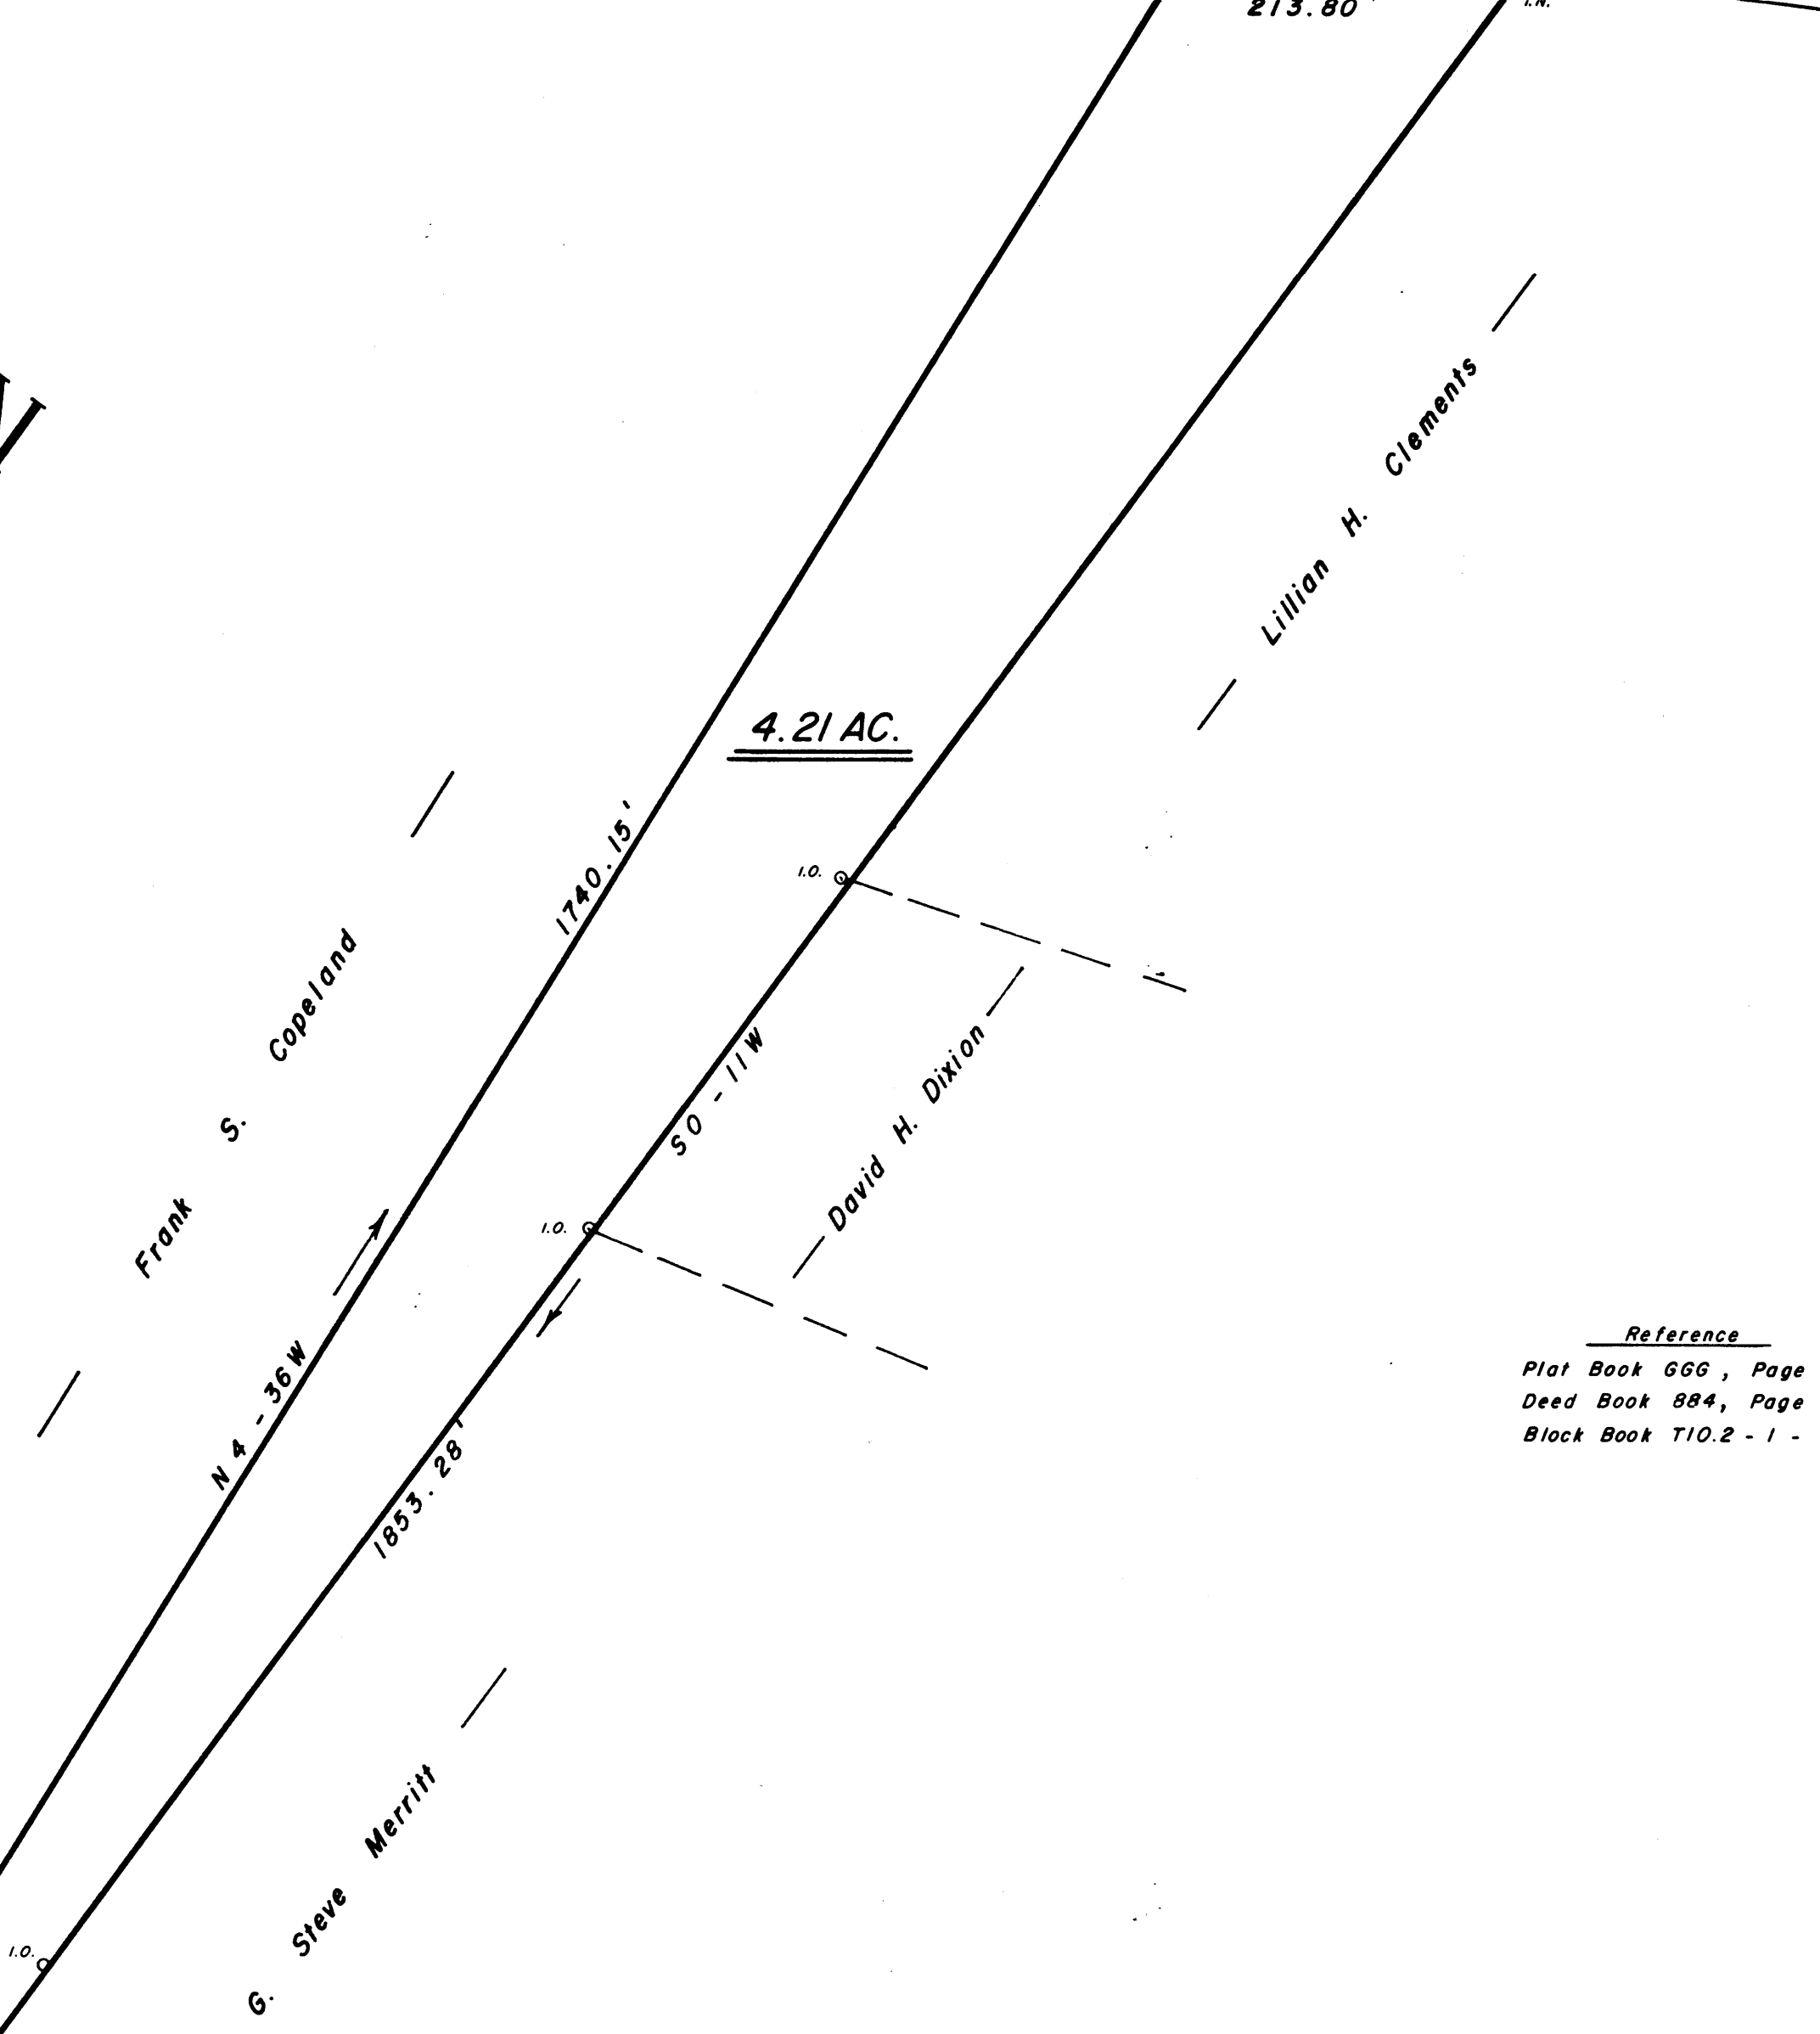 213.80
I.N.
Lillian H. Clements
4.21 AC.
1740.15'
I.O.
Frank S. Copeland
S 0 - 11 W
David H. Dixion
I.O.
N 4 - 36 W
1853.28'
Reference
Plat Book GGG, Page
Deed Book 884, Page
Block Book T10.2 - 1 -
G. Steve Merritt
I.O.